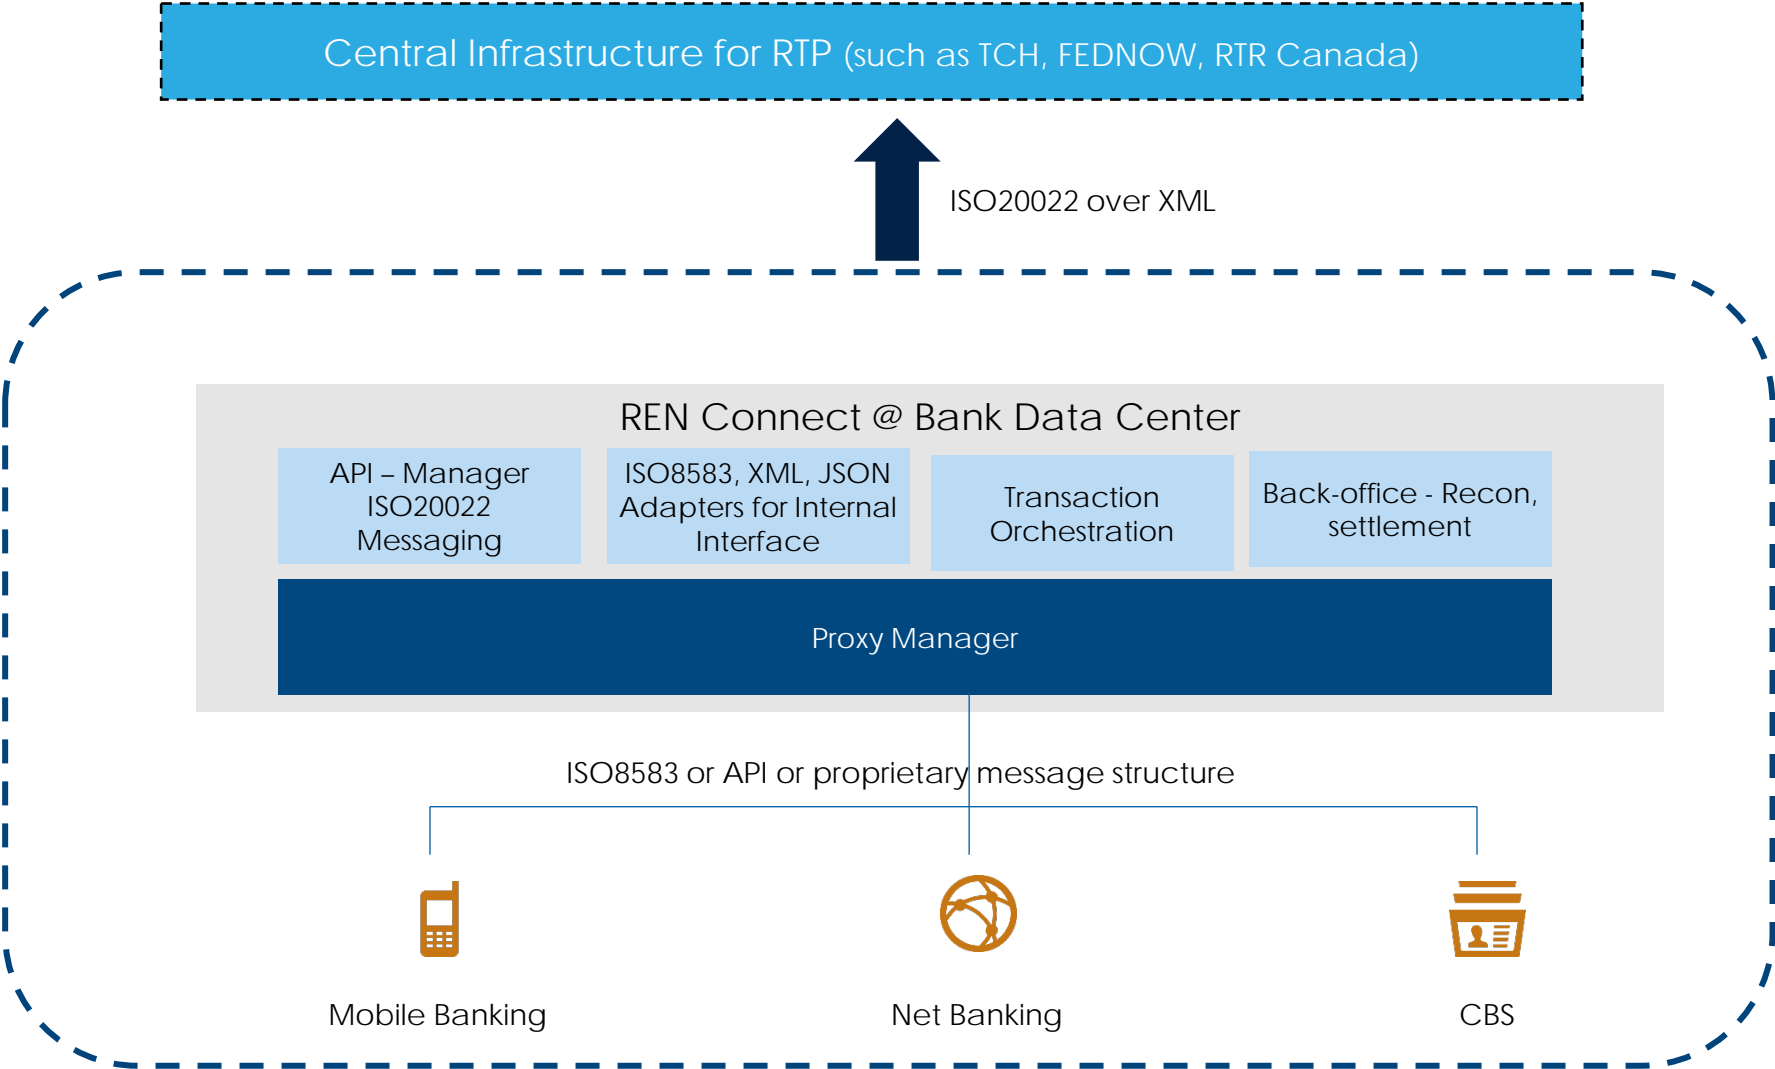 Central Infrastructure for RTP (such as TCH, FEDNOW, RTR Canada)
ISO20022 over XML
REN Connect @ Bank Data Center
API – Manager
ISO20022
Messaging
ISO8583, XML, JSON
Adapters for Internal
Interface
Transaction
Orchestration
Back-office - Recon,
settlement
Proxy Manager
ISO8583 or API or proprietary message structure
Mobile Banking
Net Banking
CBS